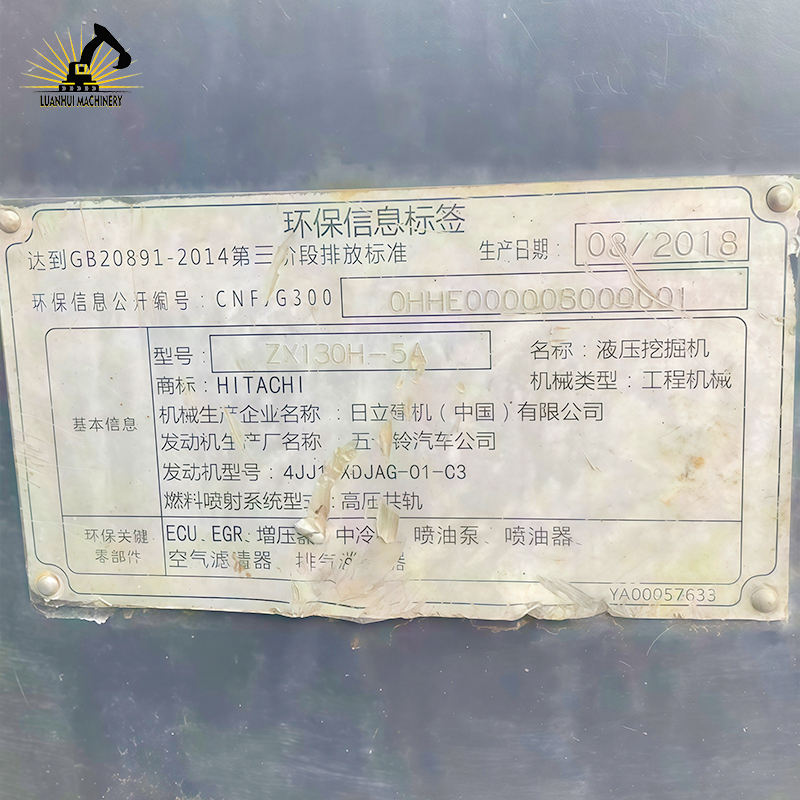 LUANHUI MACHINERY
环保信息标签
达到GB20891-2014第三阶段排放标准 生产日期: 03/2018
环保信息公开编号: CNF G300
型号: ZX130H-5A 名称: 液压挖掘机
商标: HITACHI 机械类型: 工程机械
基本信息
机械生产企业名称: 日立建机(中国)有限公司
发动机生产厂名称 五 铃汽车公司
发动机型号: 4JJ1 XDJAG-01-C3
燃料喷射系统型式: 高压共轨
环保关键零部件
ECU、EGR、增压器 中冷 喷油泵、喷油器、
空气滤清器、排气消 器
YA00057633